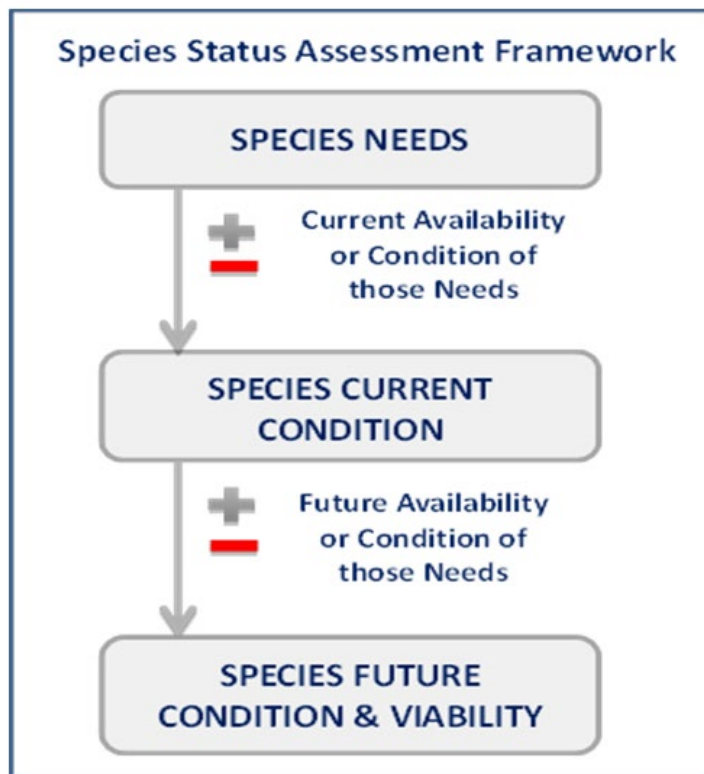 Species Status Assessment Framework
SPECIES NEEDS
Current Availability
or Condition of
those Needs
SPECIES CURRENT
CONDITION
Future Availability
or Condition of
those Needs
SPECIES FUTURE
CONDITION & VIABILITY